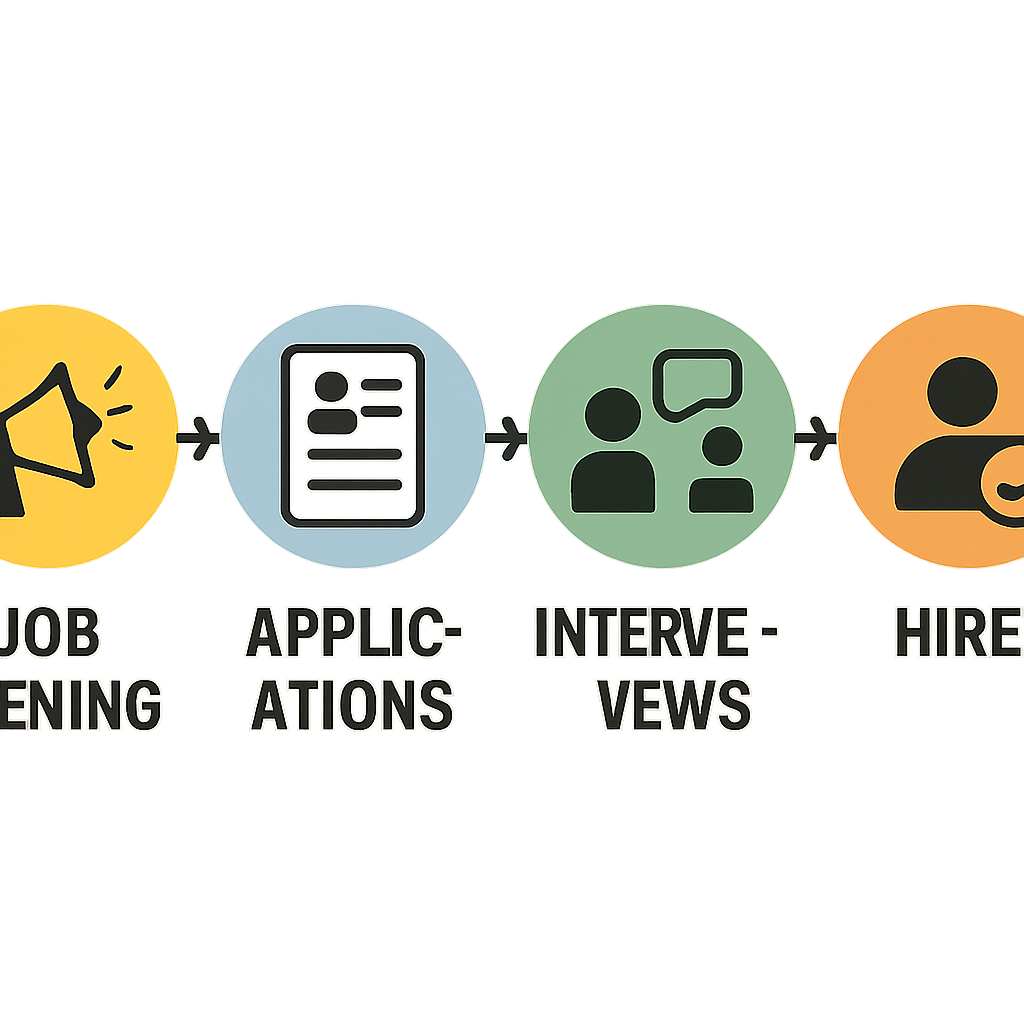 JOB
ENING
APPLIC-
ATIONS
INTERVE -
VEWS
HIRE